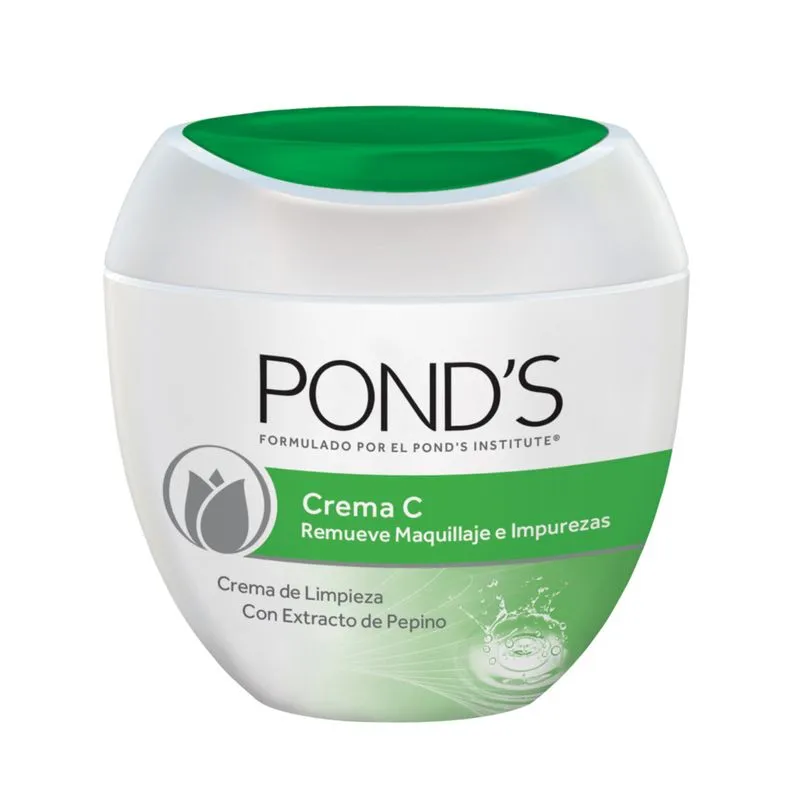 POND'S
FORMULADO POR EL POND'S INSTITUTE®
Crema C
Remueve Maquillaje e Impurezas
Crema de Limpieza
Con Extracto de Pepino